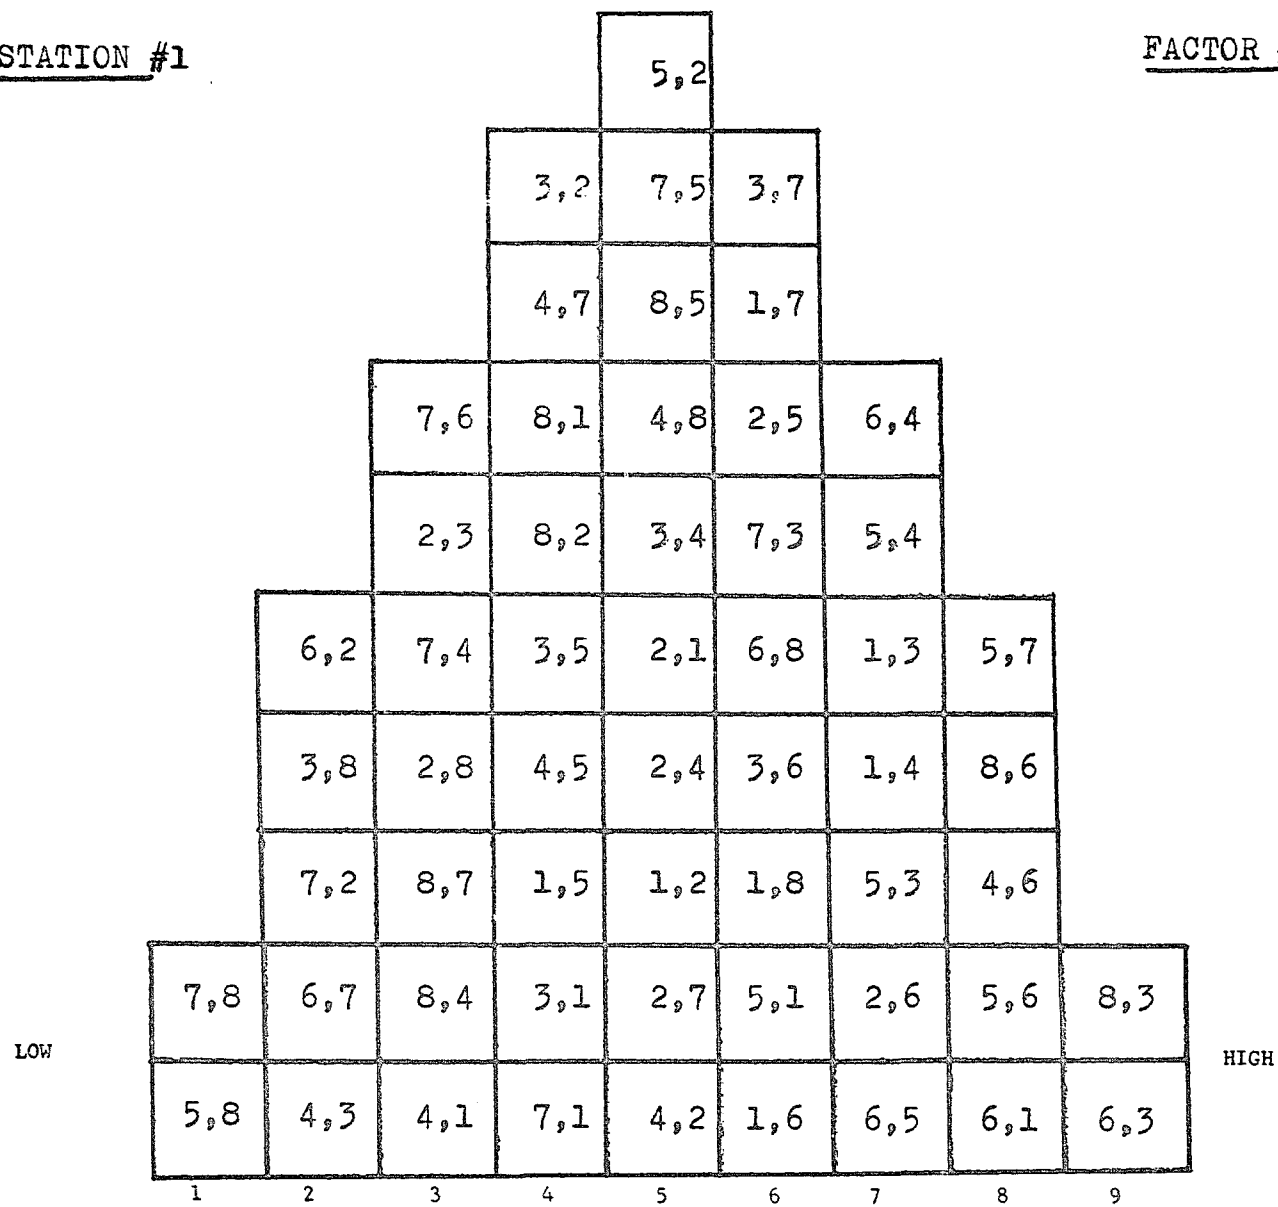 STATION #1 FACTOR
5,2
3,2 7,5 3,7
4,7 8,5 1,7
7,6 8,1 4,8 2,5 6,4
2,3 8,2 3,4 7,3 5,4
6,2 7,4 3,5 2,1 6,8 1,3 5,7
3,8 2,8 4,5 2,4 3,6 1,4 8,6
7,2 8,7 1,5 1,2 1,8 5,3 4,6
7,8 6,7 8,4 3,1 2,7 5,1 2,6 5,6 8,3
LOW HIGH
5,8 4,3 4,1 7,1 4,2 1,6 6,5 6,1 6,3
1 2 3 4 5 6 7 8 9